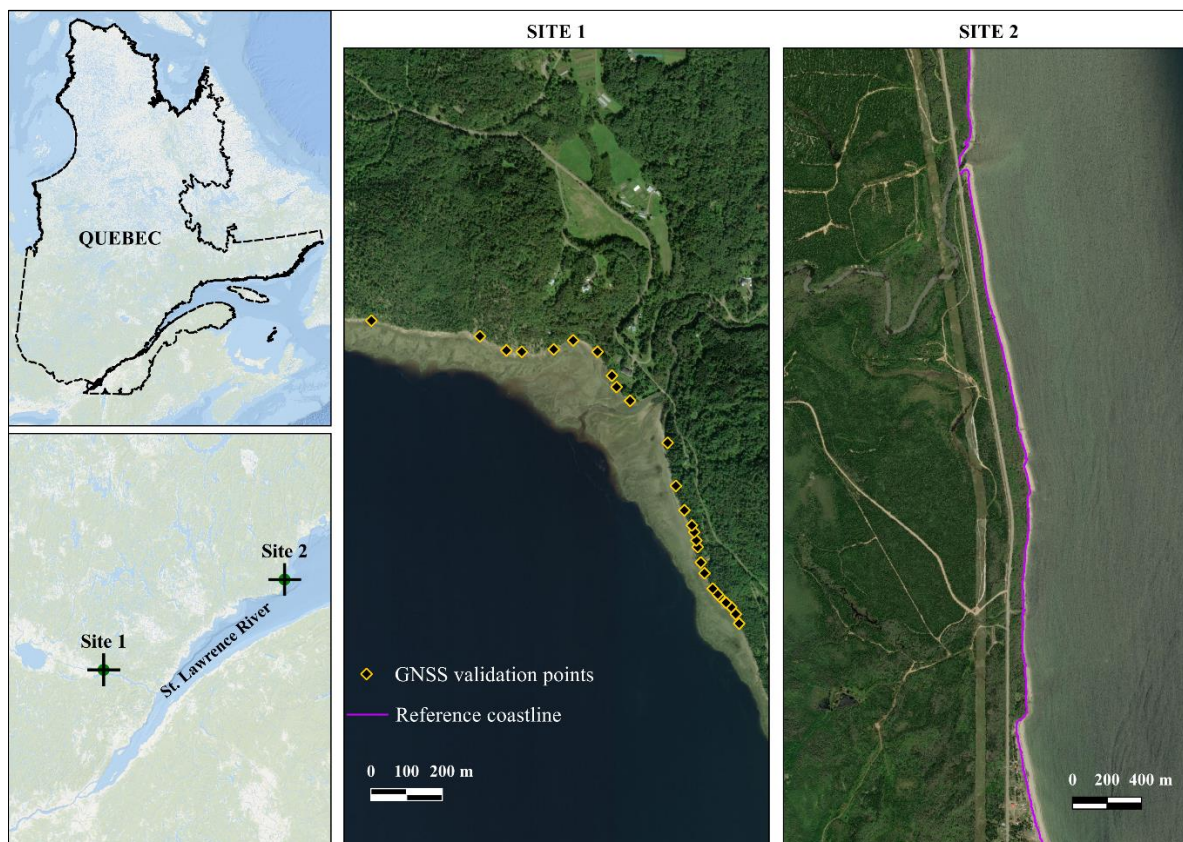 SITE 1
SITE 2
QUEBEC
Site 2
Site 1
St. Lawrence River
GNSS validation points
Reference coastline
0 100 200 m
0 200 400 m